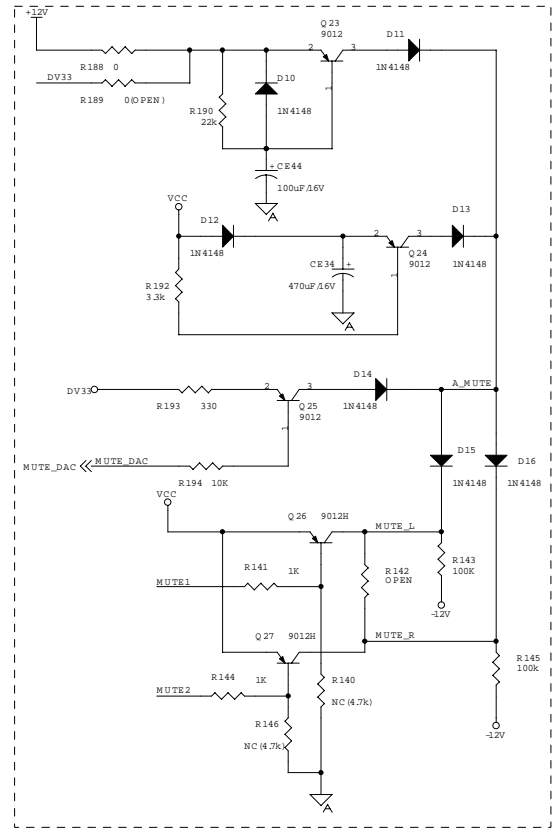 +12V
Q23
9012
D11
2
3
1N4148
R188 0
1
DV33
D10
R189 0(OPEN)
R190
22k
1N4148
+
CE44
100uF/16V
A
VCC
D12
D13
2
3
1N4148
Q24
9012
1N4148
CE34
+
R192
3.3k
470uF/16V
1
A
D14
A_MUTE
DV33
2
3
R193 330
Q25
9012
1N4148
1
D15
D16
MUTE_DAC
MUTE_DAC
1N4148
1N4148
R194 10K
VCC
Q26 9012H
MUTE_L
R143
100K
R141 1K
R142
OPEN
MUTE1
-12V
Q27 9012H
MUTE_R
R145
100k
R144 1K
R140
MUTE2
NC(4.7k)
R146
NC(4.7k)
-12V
A